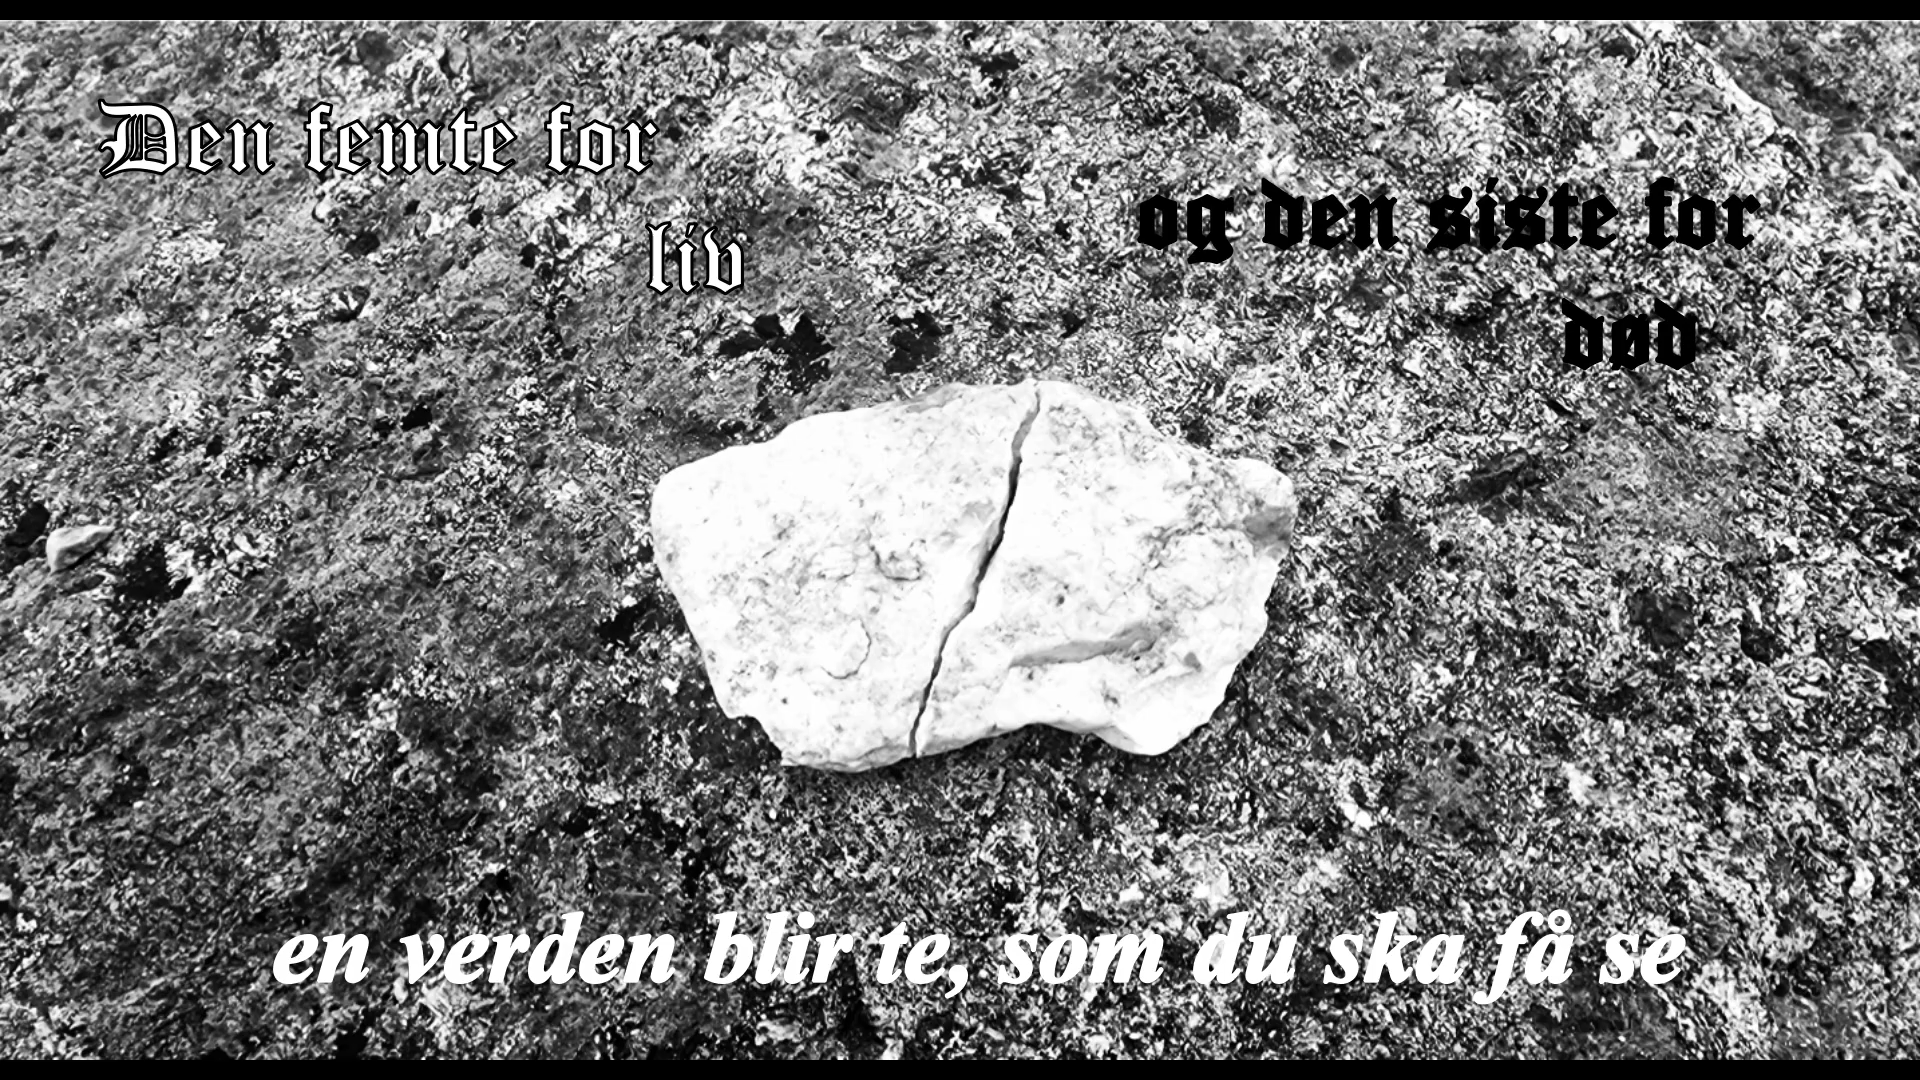 Den femte for
liv
og den siste for
død
en verden blir te, som du ska få se